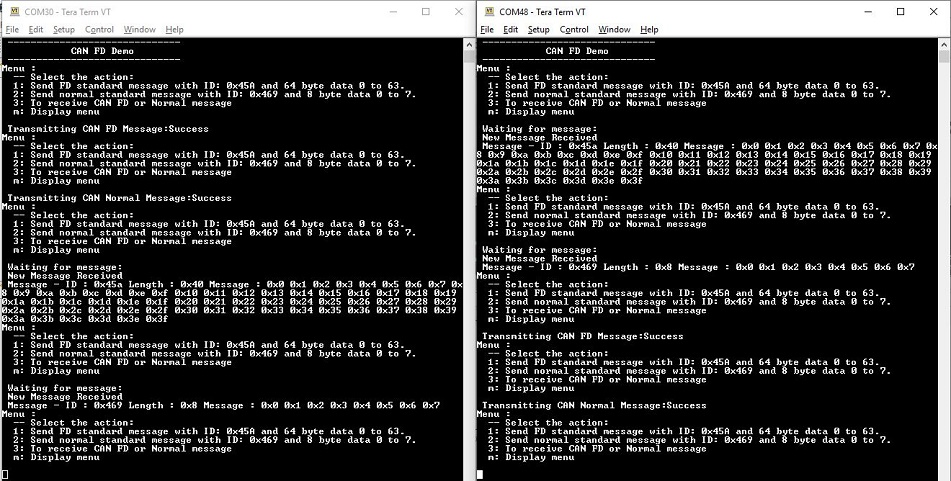 COM30 - Tera Term VT
File Edit Setup Control Window Help
------------------------------
CAN FD Demo
------------------------------
Menu :
-- Select the action:
1: Send FD standard message with ID: 0x45A and 64 byte data 0 to 63.
2: Send normal standard message with ID: 0x469 and 8 byte data 0 to 7.
3: To receive CAN FD or Normal message
m: Display menu
Transmitting CAN FD Message:Success
Menu :
-- Select the action:
1: Send FD standard message with ID: 0x45A and 64 byte data 0 to 63.
2: Send normal standard message with ID: 0x469 and 8 byte data 0 to 7.
3: To receive CAN FD or Normal message
m: Display menu
Transmitting CAN Normal Message:Success
Menu :
-- Select the action:
1: Send FD standard message with ID: 0x45A and 64 byte data 0 to 63.
2: Send normal standard message with ID: 0x469 and 8 byte data 0 to 7.
3: To receive CAN FD or Normal message
m: Display menu
Waiting for message:
New Message Received
Message - ID : 0x45a Length : 0x40 Message : 0x0 0x1 0x2 0x3 0x4 0x5 0x6 0x7 0x
8 0x9 0xa 0xb 0xc 0xd 0xe 0xf 0x10 0x11 0x12 0x13 0x14 0x15 0x16 0x17 0x18 0x19
0x1a 0x1b 0x1c 0x1d 0x1e 0x1f 0x20 0x21 0x22 0x23 0x24 0x25 0x26 0x27 0x28 0x29
0x2a 0x2b 0x2c 0x2d 0x2e 0x2f 0x30 0x31 0x32 0x33 0x34 0x35 0x36 0x37 0x38 0x39
0x3a 0x3b 0x3c 0x3d 0x3e 0x3f
Menu :
-- Select the action:
1: Send FD standard message with ID: 0x45A and 64 byte data 0 to 63.
2: Send normal standard message with ID: 0x469 and 8 byte data 0 to 7.
3: To receive CAN FD or Normal message
m: Display menu
Waiting for message:
New Message Received
Message - ID : 0x469 Length : 0x8 Message : 0x0 0x1 0x2 0x3 0x4 0x5 0x6 0x7
Menu :
-- Select the action:
1: Send FD standard message with ID: 0x45A and 64 byte data 0 to 63.
2: Send normal standard message with ID: 0x469 and 8 byte data 0 to 7.
3: To receive CAN FD or Normal message
m: Display menu
COM48 - Tera Term VT
File Edit Setup Control Window Help
------------------------------
CAN FD Demo
------------------------------
Menu :
-- Select the action:
1: Send FD standard message with ID: 0x45A and 64 byte data 0 to 63.
2: Send normal standard message with ID: 0x469 and 8 byte data 0 to 7.
3: To receive CAN FD or Normal message
m: Display menu
Waiting for message:
New Message Received
Message - ID : 0x45a Length : 0x40 Message : 0x0 0x1 0x2 0x3 0x4 0x5 0x6 0x7 0x
8 0x9 0xa 0xb 0xc 0xd 0xe 0xf 0x10 0x11 0x12 0x13 0x14 0x15 0x16 0x17 0x18 0x19
0x1a 0x1b 0x1c 0x1d 0x1e 0x1f 0x20 0x21 0x22 0x23 0x24 0x25 0x26 0x27 0x28 0x29
0x2a 0x2b 0x2c 0x2d 0x2e 0x2f 0x30 0x31 0x32 0x33 0x34 0x35 0x36 0x37 0x38 0x39
0x3a 0x3b 0x3c 0x3d 0x3e 0x3f
Menu :
-- Select the action:
1: Send FD standard message with ID: 0x45A and 64 byte data 0 to 63.
2: Send normal standard message with ID: 0x469 and 8 byte data 0 to 7.
3: To receive CAN FD or Normal message
m: Display menu
Waiting for message:
New Message Received
Message - ID : 0x469 Length : 0x8 Message : 0x0 0x1 0x2 0x3 0x4 0x5 0x6 0x7
Menu :
-- Select the action:
1: Send FD standard message with ID: 0x45A and 64 byte data 0 to 63.
2: Send normal standard message with ID: 0x469 and 8 byte data 0 to 7.
3: To receive CAN FD or Normal message
m: Display menu
Transmitting CAN FD Message:Success
Menu :
-- Select the action:
1: Send FD standard message with ID: 0x45A and 64 byte data 0 to 63.
2: Send normal standard message with ID: 0x469 and 8 byte data 0 to 7.
3: To receive CAN FD or Normal message
m: Display menu
Transmitting CAN Normal Message:Success
Menu :
-- Select the action:
1: Send FD standard message with ID: 0x45A and 64 byte data 0 to 63.
2: Send normal standard message with ID: 0x469 and 8 byte data 0 to 7.
3: To receive CAN FD or Normal message
m: Display menu